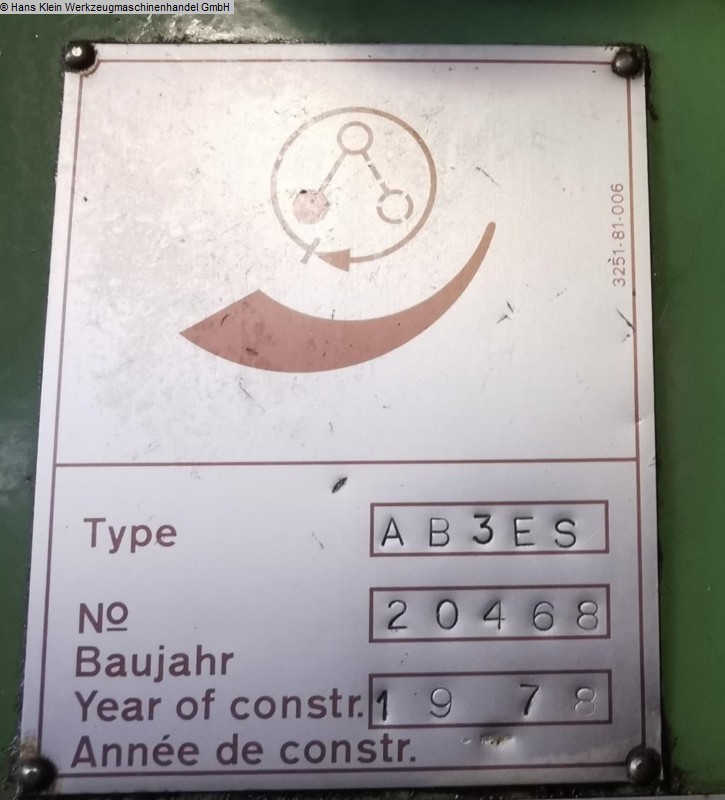 © Hans Klein Werkzeugmaschinenhandel GmbH
3251-81-006
Type AB3ES
Nº 20468
Baujahr
Year of constr. 1978
Année de constr.